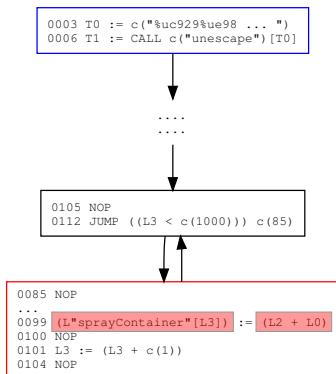 0003 T0 := c("%uc929%ue98 ... ")
0006 T1 := CALL c("unescape")[T0]
....
....
0105 NOP
0112 JUMP ((L3 < c(1000))) c(85)
0085 NOP
...
0099 (L"sprayContainer"[L3]) := (L2 + L0)
0100 NOP
0101 L3 := (L3 + c(1))
0104 NOP